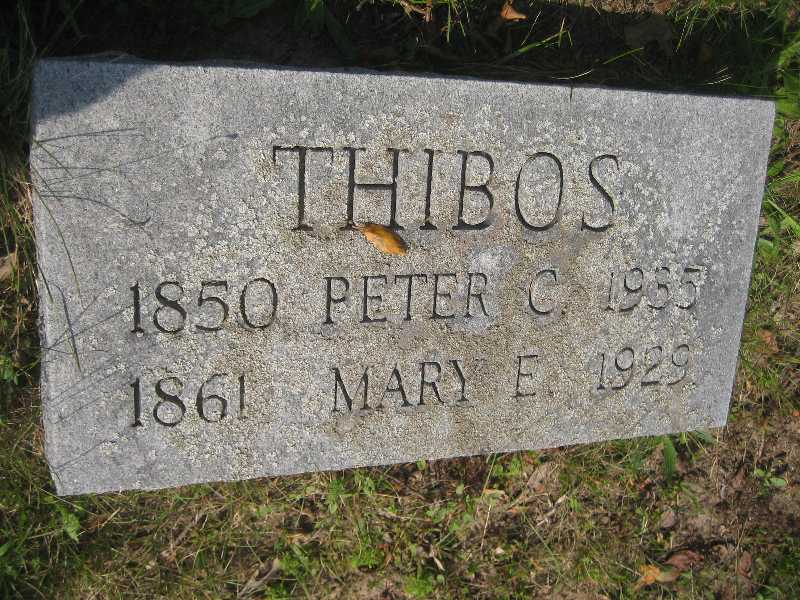 THIBOS
1850 PETER C. 1935
1861 MARY E. 1929